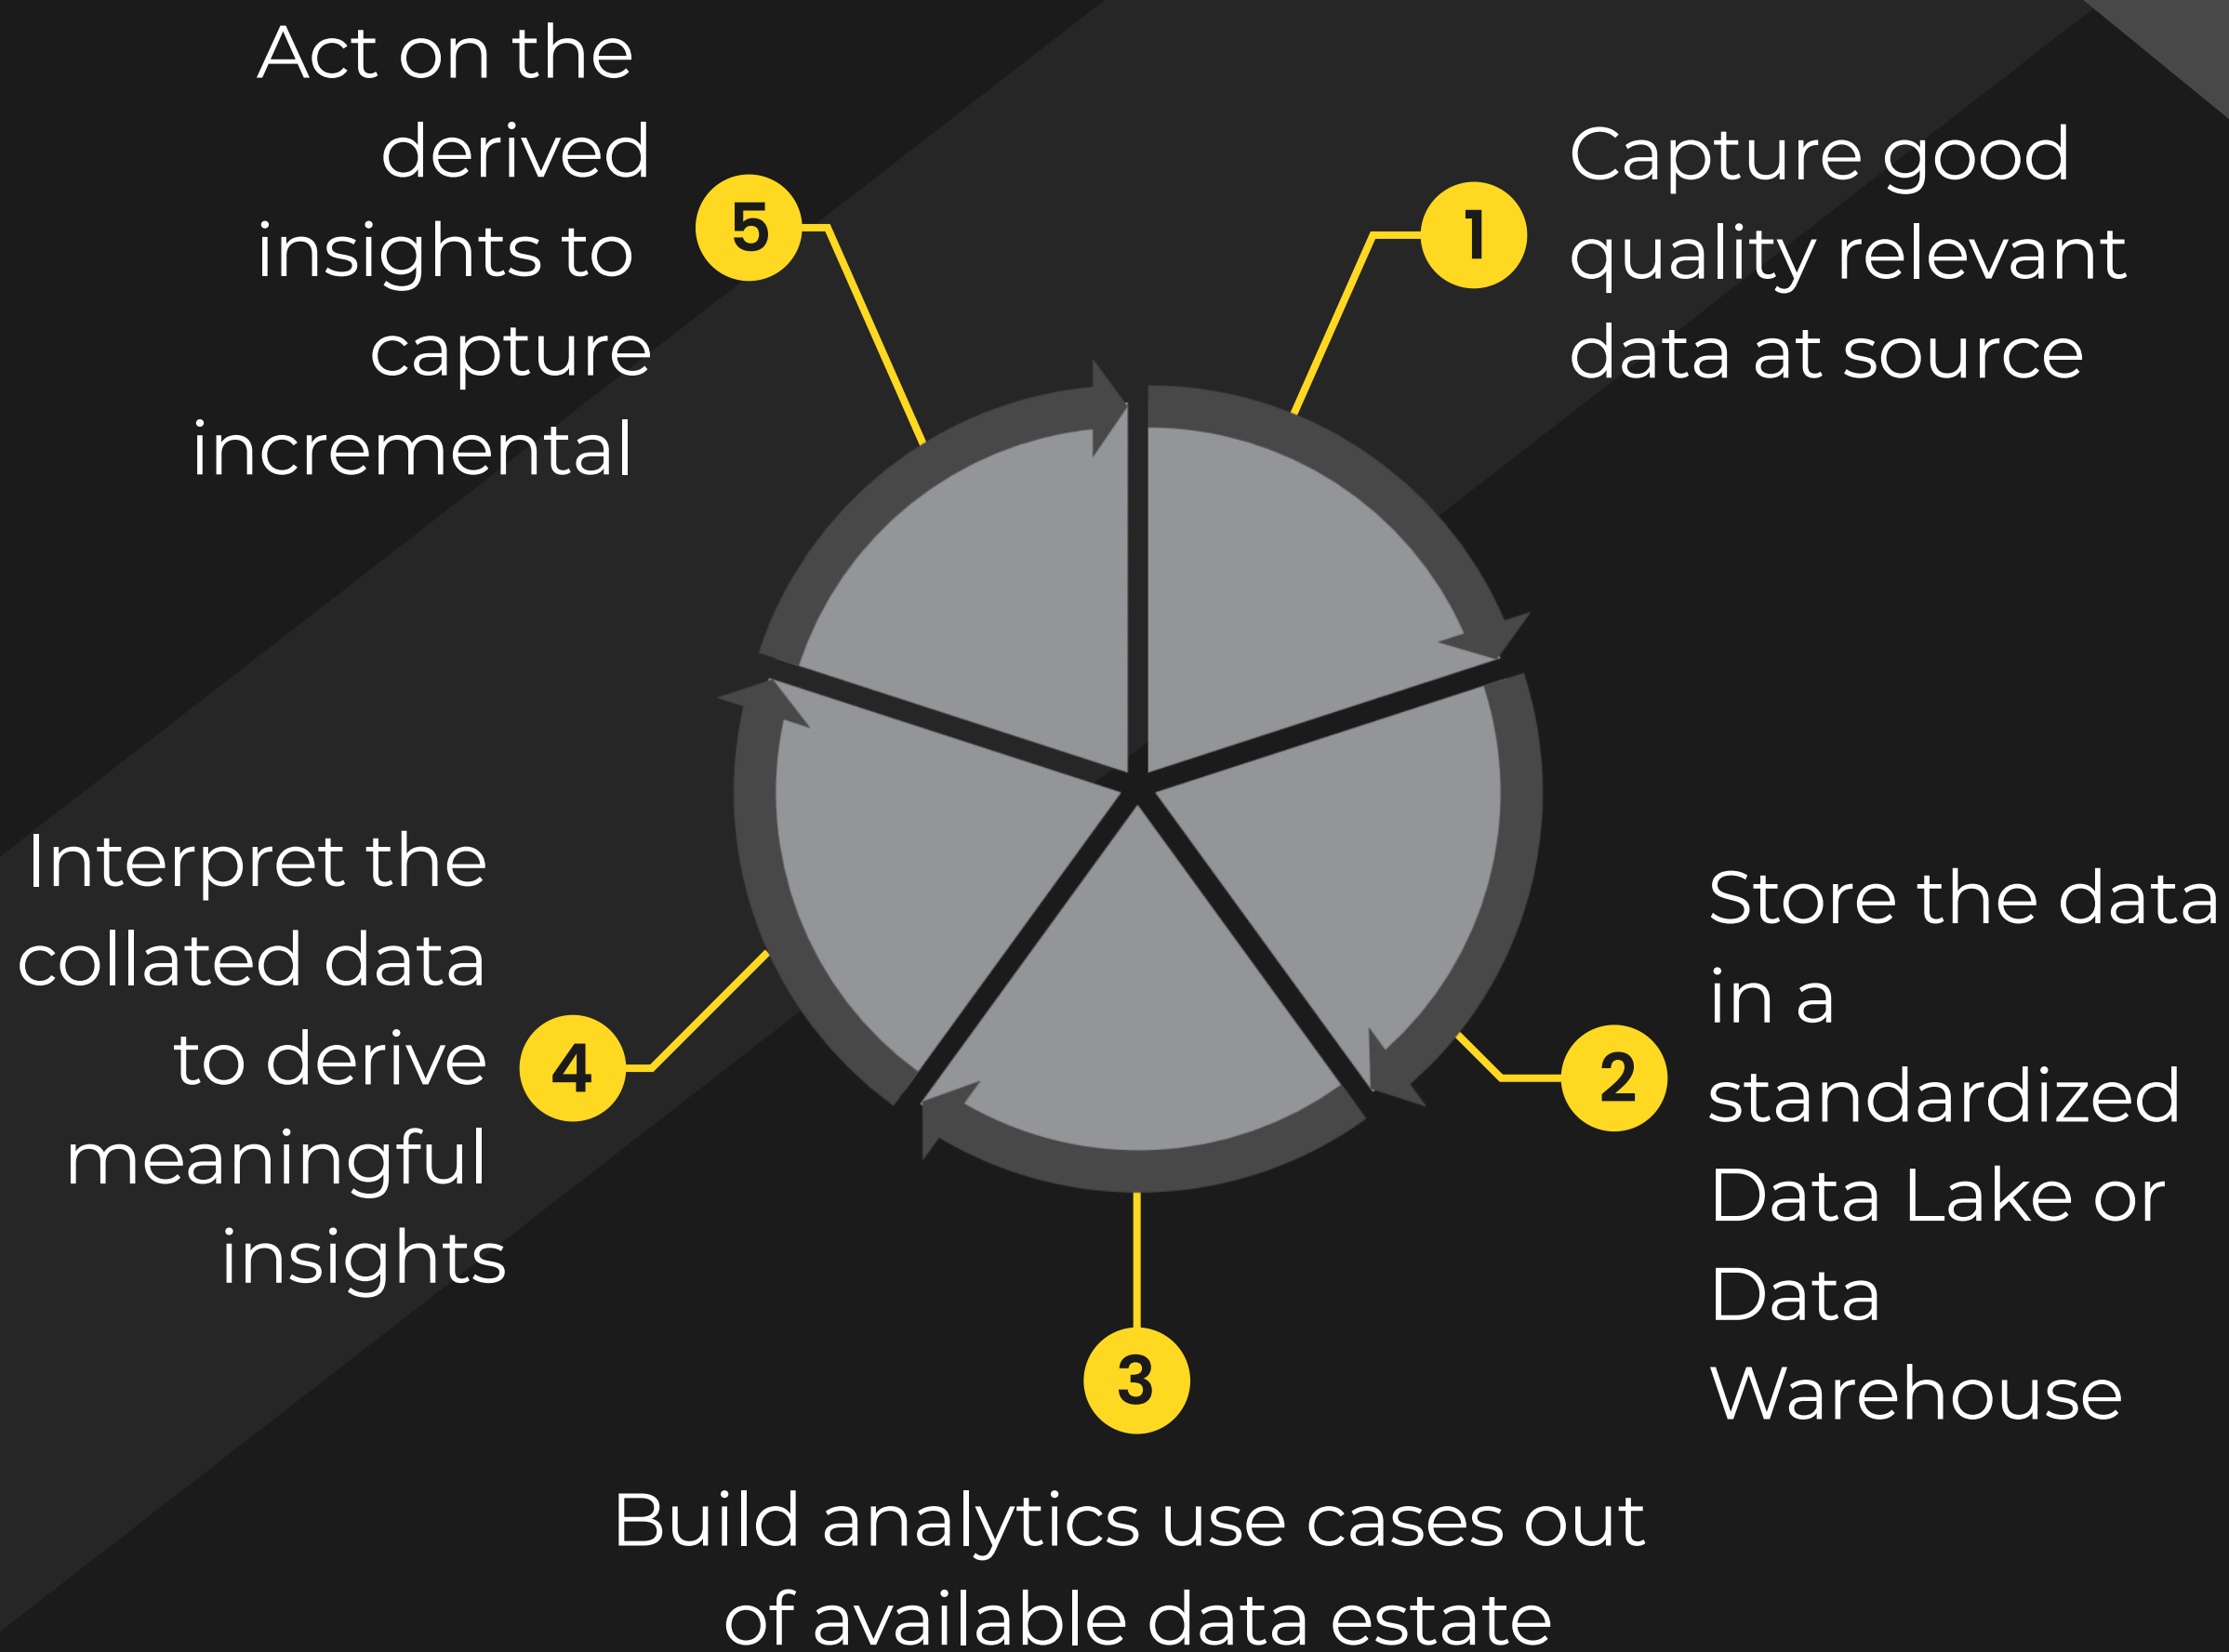 1
Capture good
quality relevant
data at source
2
Store the data
in a
standardized
Data Lake or
Data
Warehouse
3
Build analytics use cases out
of available data estate
4
Interpret the
collated data
to derive
meaningful
insights
5
Act on the
derived
insights to
capture
incremental